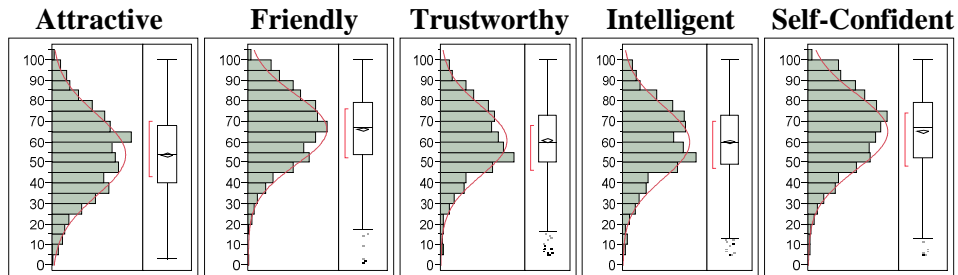 Attractive Friendly Trustworthy Intelligent Self-Confident
100 100 100 100 100
90 90 90 90 90
80 80 80 80 80
70 70 70 70 70
60 60 60 60 60
50 50 50 50 50
40 40 40 40 40
30 30 30 30 30
20 20 20 20 20
10 10 10 10 10
0 0 0 0 0